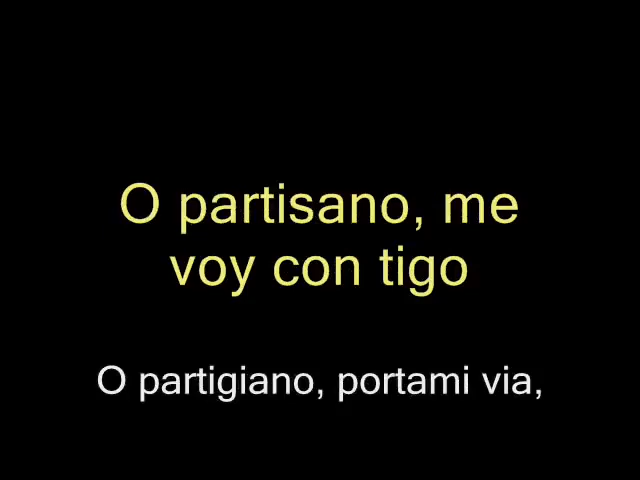 O partisano, me
voy con tigo
O partigiano, portami via,